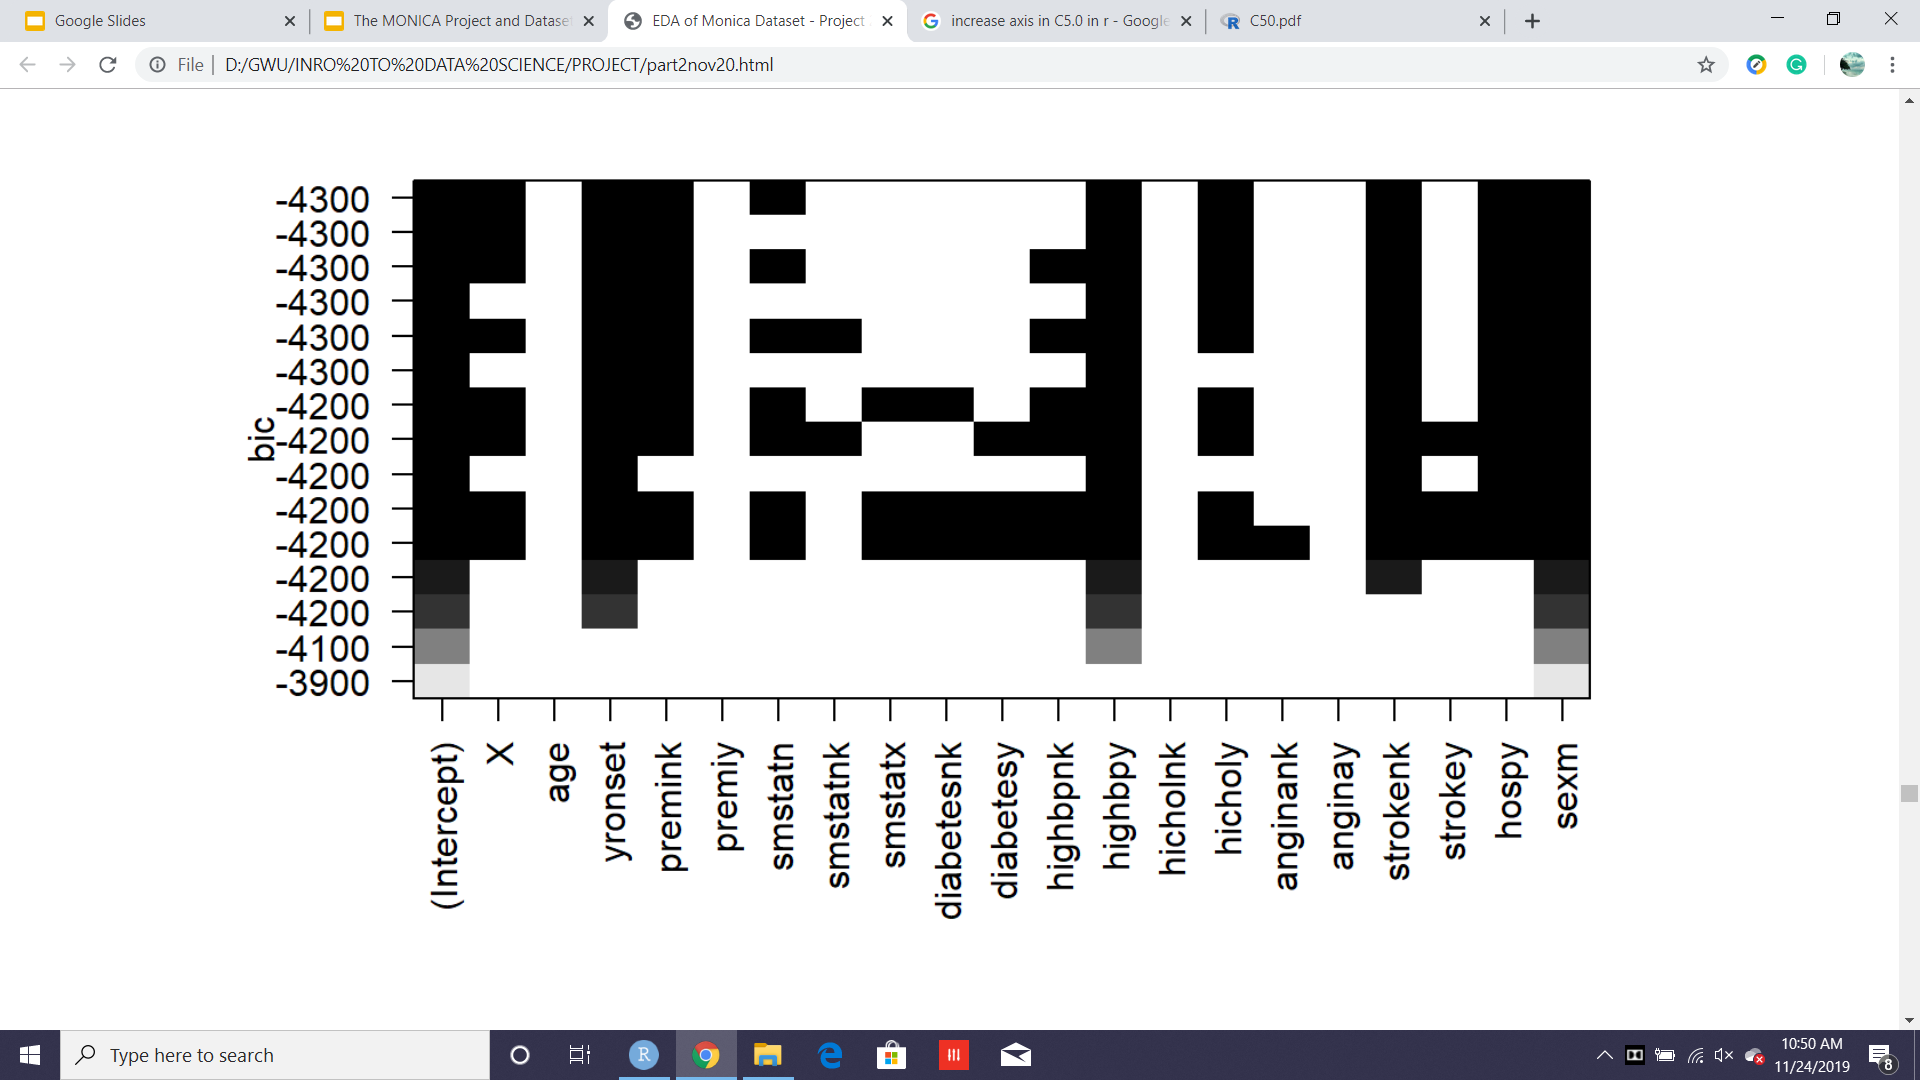 Google Slides
The MONICA Project and Datase
EDA of Monica Dataset - Project
increase axis in C5.0 in r - Google
C50.pdf
File | D:/GWU/INRO%20TO%20DATA%20SCIENCE/PROJECT/part2nov20.html
bic
-4300
-4300
-4300
-4300
-4300
-4300
-4200
-4200
-4200
-4200
-4200
-4200
-4200
-4100
-3900
(Intercept)
X
age
yronset
premink
premiy
smstatn
smstatnk
smstatx
diabetesnk
diabetesy
highbpnk
highbpy
hicholnk
hicholy
anginank
anginay
strokenk
strokey
hospy
sexm
Type here to search
10:50 AM
11/24/2019
8